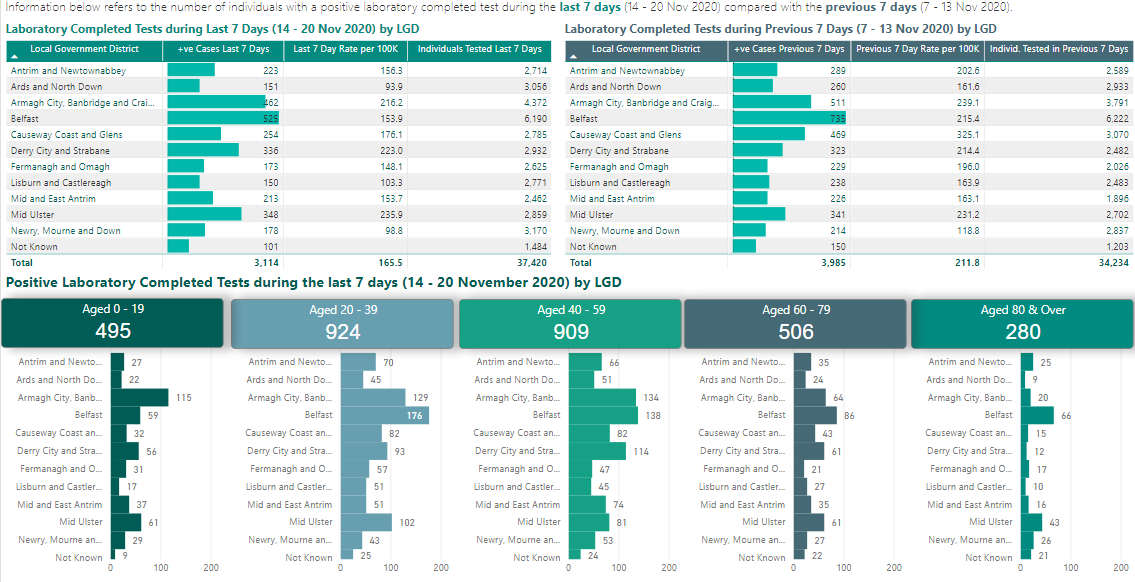 Information below refers to the number of individuals with a positive laboratory completed test during the last 7 days (14 - 20 Nov 2020) compared with the previous 7 days (7 - 13 Nov 2020).
Laboratory Completed Tests during Last 7 Days (14 - 20 Nov 2020) by LGD
Local Government District +ve Cases Last 7 Days Last 7 Day Rate per 100K Individuals Tested Last 7 Days
Antrim and Newtownabbey 223 156.3 2,714
Ards and North Down 151 93.9 3,056
Armagh City, Banbridge and Crai... 462 216.2 4,372
Belfast 525 153.9 6,190
Causeway Coast and Glens 254 176.1 2,785
Derry City and Strabane 336 223.0 2,932
Fermanagh and Omagh 173 148.1 2,625
Lisburn and Castlereagh 150 103.3 2,771
Mid and East Antrim 213 153.7 2,462
Mid Ulster 348 235.9 2,859
Newry, Mourne and Down 178 98.8 3,170
Not Known 101 1,484
Total 3,114 165.5 37,420
Laboratory Completed Tests during Previous 7 Days (7 - 13 Nov 2020) by LGD
Local Government District +ve Cases Previous 7 Days Previous 7 Day Rate per 100K Individ. Tested in Previous 7 Days
Antrim and Newtownabbey 289 202.6 2,589
Ards and North Down 260 161.6 2,933
Armagh City, Banbridge and Craig... 511 239.1 3,791
Belfast 735 215.4 6,222
Causeway Coast and Glens 469 325.1 3,070
Derry City and Strabane 323 214.4 2,482
Fermanagh and Omagh 229 196.0 2,026
Lisburn and Castlereagh 238 163.9 2,483
Mid and East Antrim 226 163.1 1,896
Mid Ulster 341 231.2 2,702
Newry, Mourne and Down 214 118.8 2,837
Not Known 150 1,203
Total 3,985 211.8 34,234
Positive Laboratory Completed Tests during the last 7 days (14 - 20 November 2020) by LGD
Aged 0 - 19
495
Antrim and Newto... 27
Ards and North Do... 22
Armagh City, Banb... 115
Belfast 59
Causeway Coast an... 32
Derry City and Stra... 56
Fermanagh and O... 31
Lisburn and Castler... 17
Mid and East Antrim 37
Mid Ulster 61
Newry, Mourne an... 29
Not Known 9
0 100 200
Aged 20 - 39
924
Antrim and Newto... 70
Ards and North Do... 45
Armagh City, Banb... 129
Belfast 176
Causeway Coast an... 82
Derry City and Stra... 93
Fermanagh and O... 57
Lisburn and Castler... 51
Mid and East Antrim 51
Mid Ulster 102
Newry, Mourne an... 43
Not Known 25
0 100 200
Aged 40 - 59
909
Antrim and Newto... 66
Ards and North Do... 51
Armagh City, Banb... 134
Belfast 138
Causeway Coast an... 82
Derry City and Stra... 114
Fermanagh and O... 47
Lisburn and Castler... 45
Mid and East Antrim 74
Mid Ulster 81
Newry, Mourne an... 53
Not Known 24
0 100 200
Aged 60 - 79
506
Antrim and Newto... 35
Ards and North Do... 24
Armagh City, Banb... 64
Belfast 86
Causeway Coast an... 43
Derry City and Stra... 61
Fermanagh and O... 21
Lisburn and Castler... 27
Mid and East Antrim 35
Mid Ulster 61
Newry, Mourne an... 27
Not Known 22
0 100 200
Aged 80 & Over
280
Antrim and Newto... 25
Ards and North Do... 9
Armagh City, Banb... 20
Belfast 66
Causeway Coast an... 15
Derry City and Stra... 12
Fermanagh and O... 17
Lisburn and Castler... 10
Mid and East Antrim 16
Mid Ulster 43
Newry, Mourne an... 26
Not Known 21
0 100 200